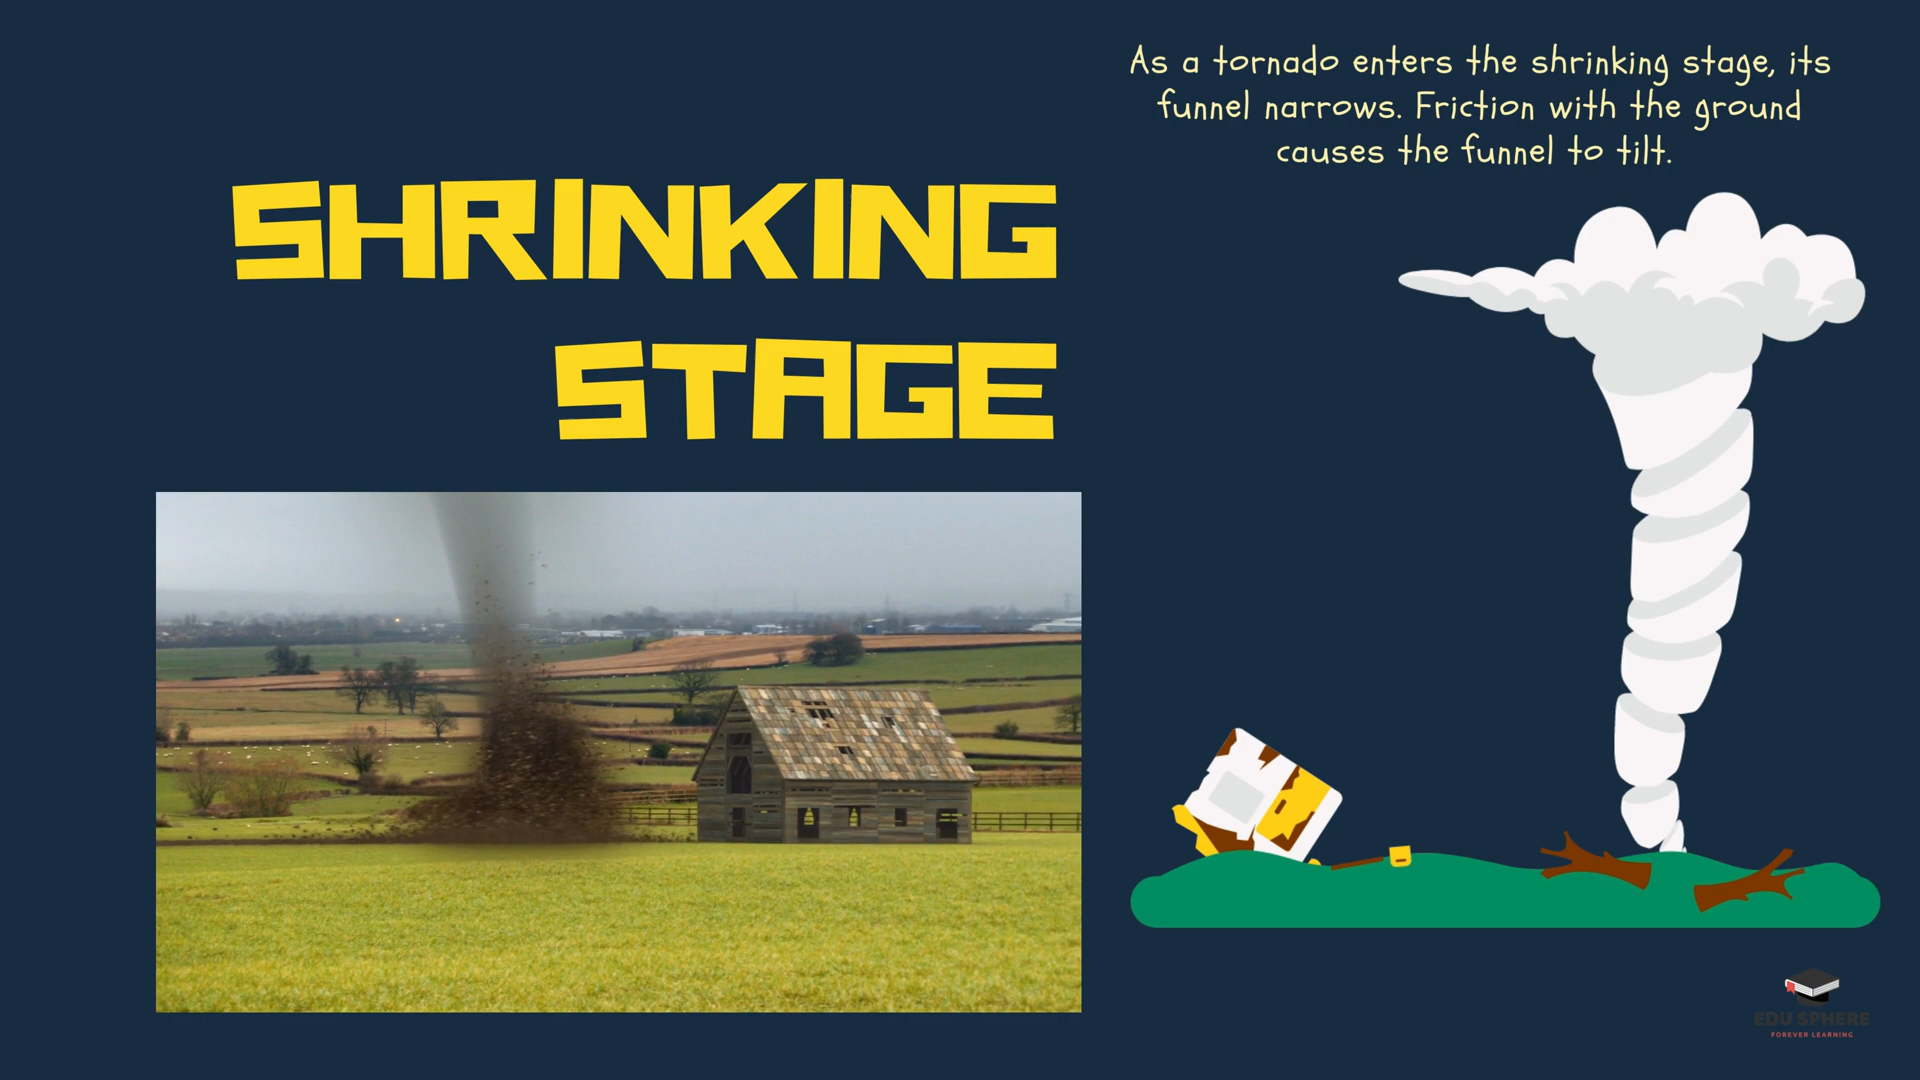 As a tornado enters the shrinking stage, its
funnel narrows. Friction with the ground
causes the funnel to tilt.
SHRINKING
STAGE
EDU SPHERE
FOREVER LEARNING